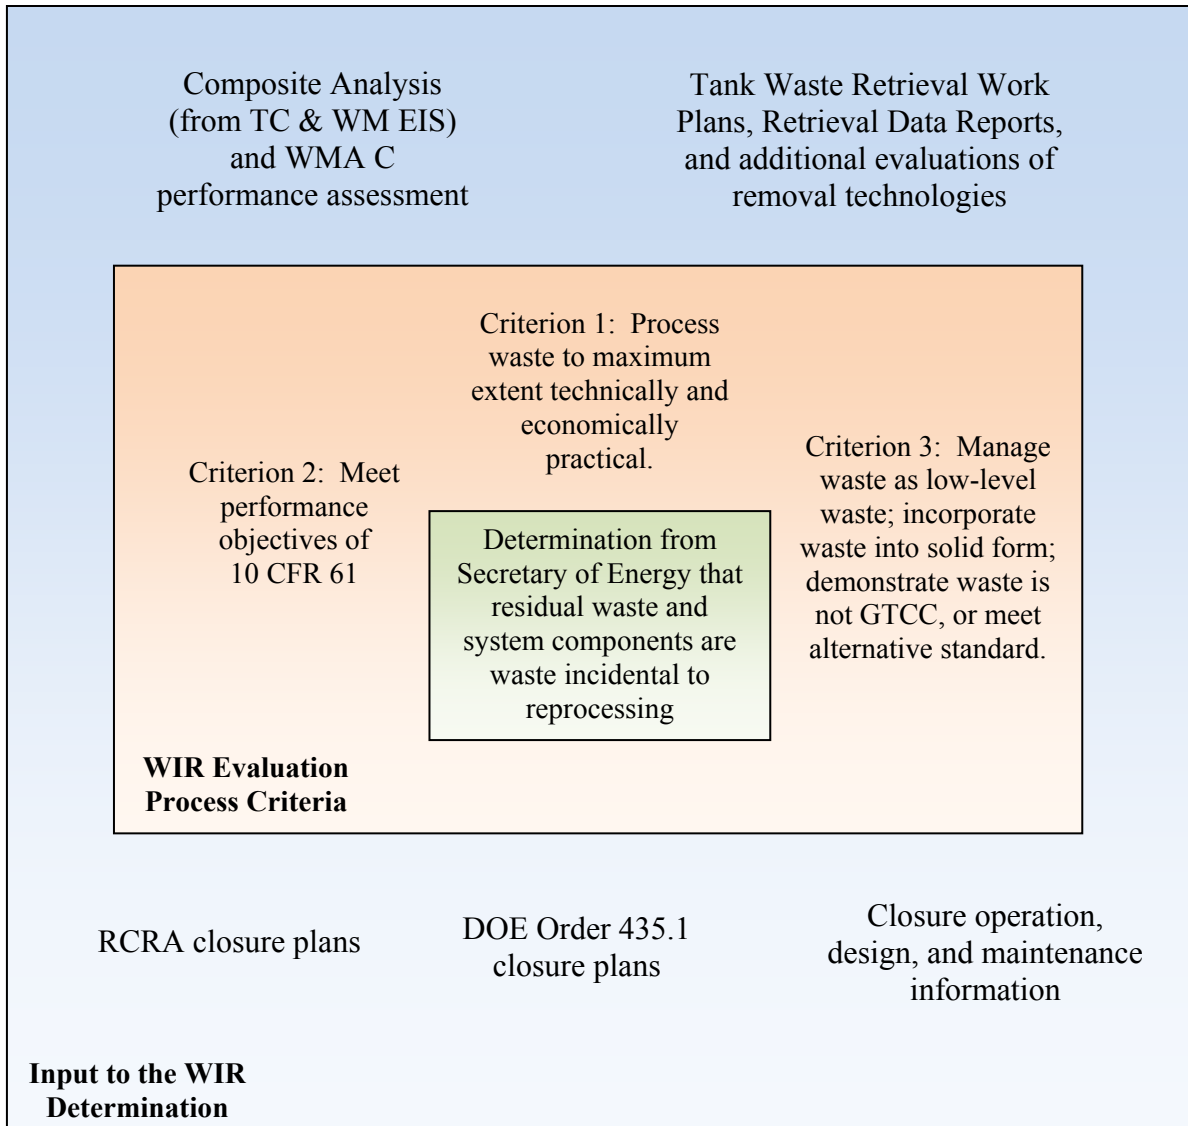 Composite Analysis
(from TC & WM EIS)
and WMA C
performance assessment
Tank Waste Retrieval Work
Plans, Retrieval Data Reports,
and additional evaluations of
removal technologies
Criterion 1:  Process
waste to maximum
extent technically and
economically
practical.
Criterion 2:  Meet
performance
objectives of
10 CFR 61
Determination from
Secretary of Energy that
residual waste and
system components are
waste incidental to
reprocessing
Criterion 3:  Manage
waste as low-level
waste; incorporate
waste into solid form;
demonstrate waste is
not GTCC, or meet
alternative standard.
WIR Evaluation
Process Criteria
RCRA closure plans
DOE Order 435.1
closure plans
Closure operation,
design, and maintenance
information
Input to the WIR
Determination